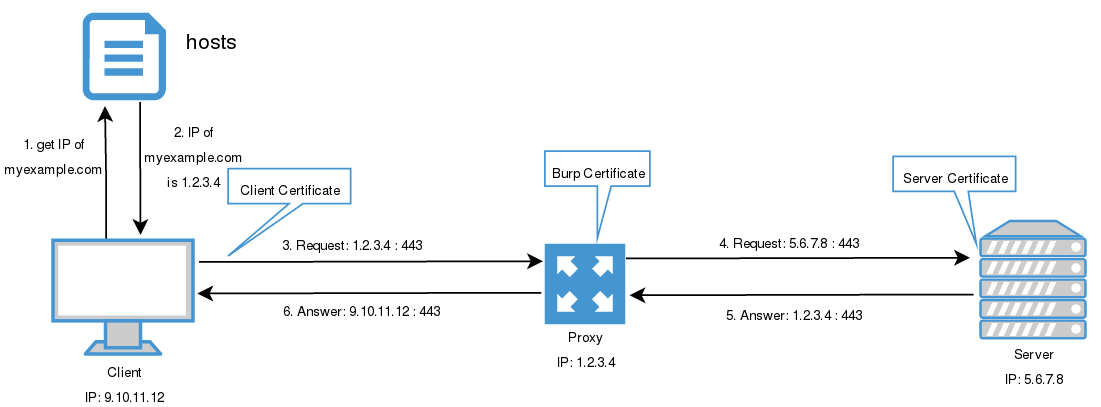 hosts
1. get IP of
myexample.com
2. IP of
myexample.com
is 1.2.3.4
Client Certificate
Burp Certificate
Server Certificate
3. Request: 1.2.3.4 : 443
4. Request: 5.6.7.8 : 443
6. Answer: 9.10.11.12 : 443
5. Answer: 1.2.3.4 : 443
Client
IP: 9.10.11.12
Proxy
IP: 1.2.3.4
Server
IP: 5.6.7.8